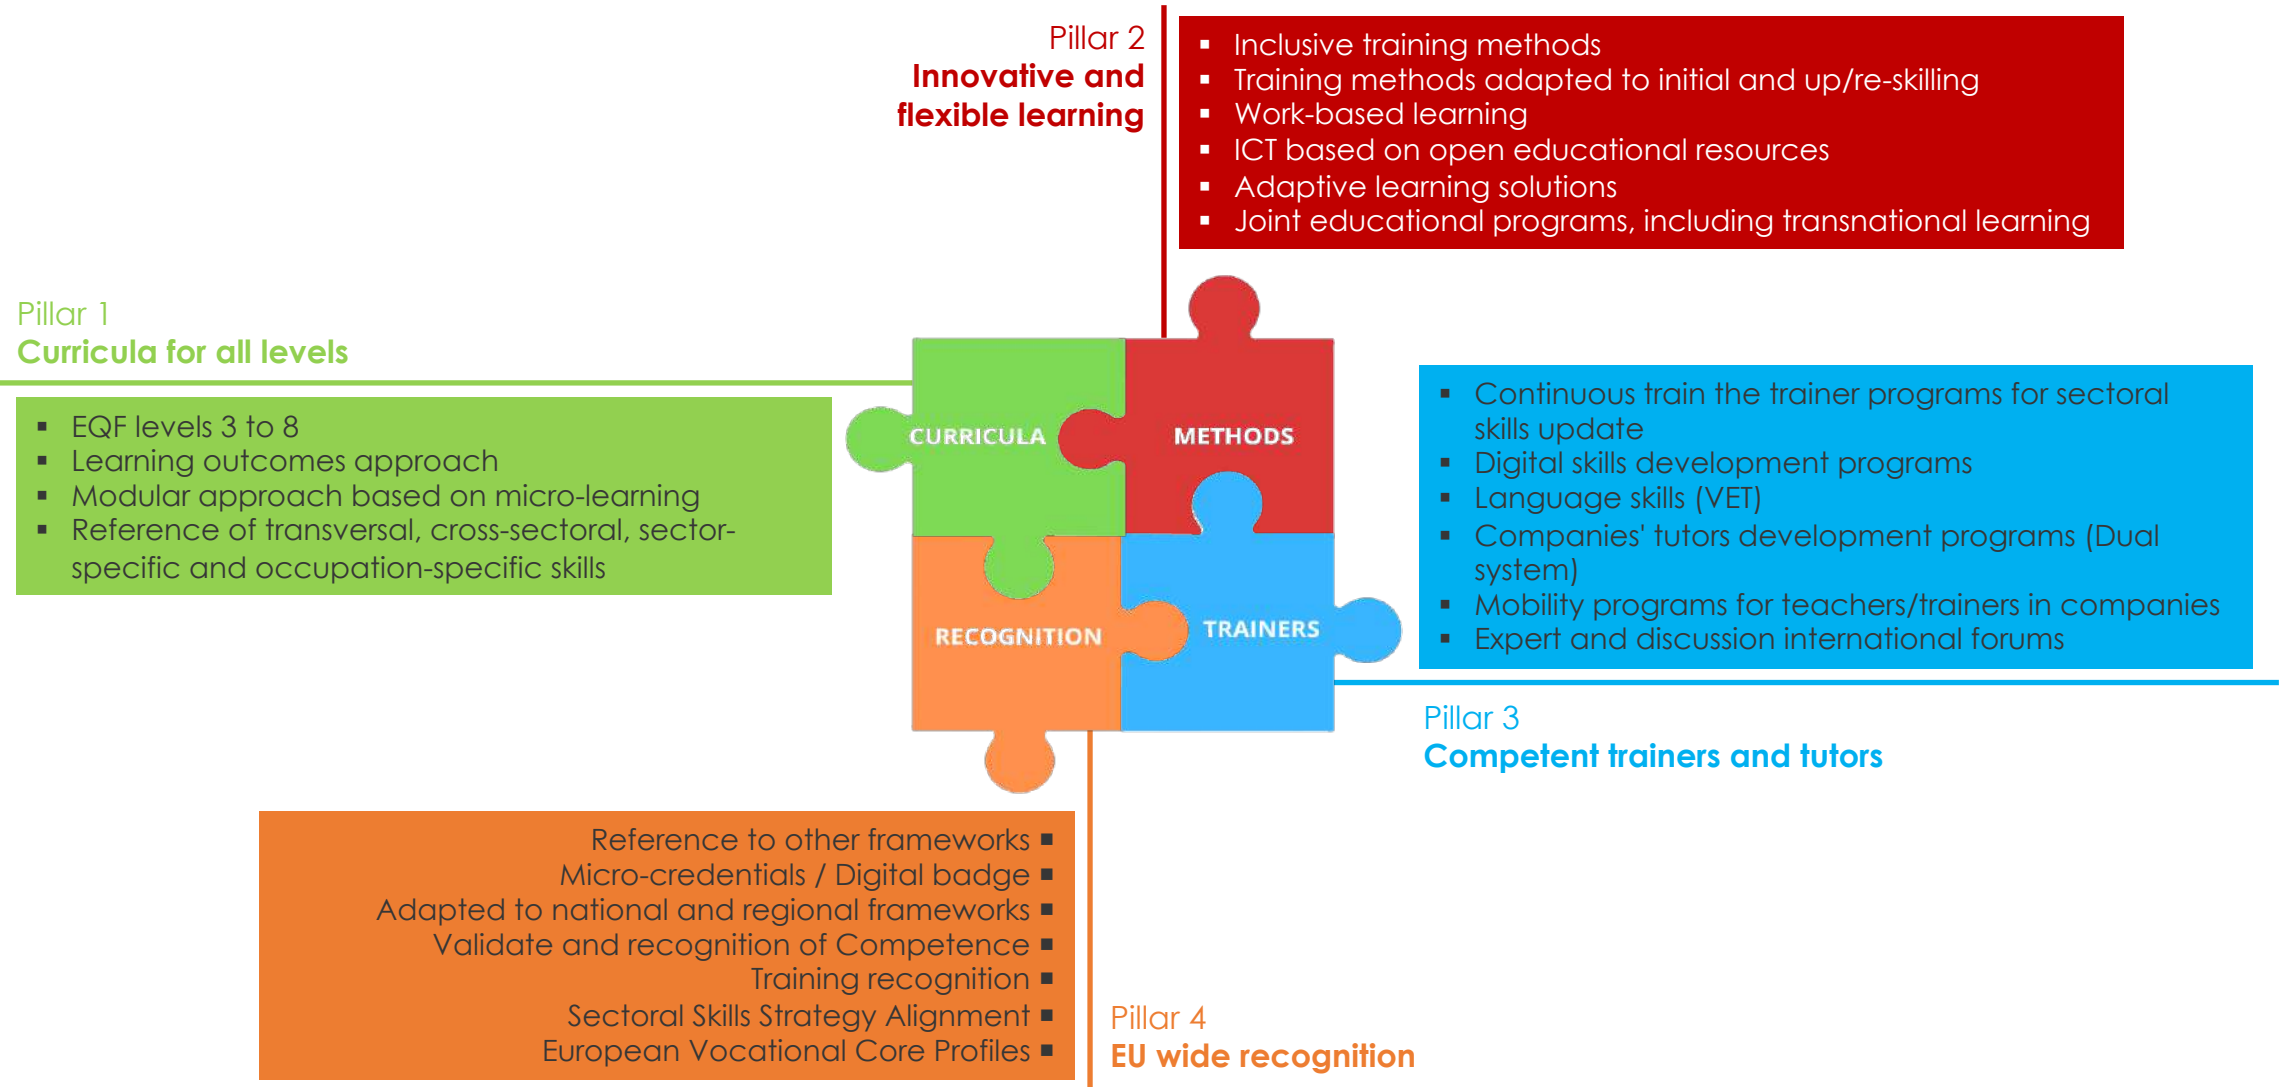 Pillar 2
Innovative and
flexible learning
▪ Inclusive training methods
▪ Training methods adapted to initial and up/re-skilling
▪ Work-based learning
▪ ICT based on open educational resources
▪ Adaptive learning solutions
▪ Joint educational programs, including transnational learning
Pillar 1
Curricula for all levels
▪ EQF levels 3 to 8
▪ Learning outcomes approach
▪ Modular approach based on micro-learning
▪ Reference of transversal, cross-sectoral, sector-
specific and occupation-specific skills
CURRICULA
METHODS
RECOGNITION
TRAINERS
▪ Continuous train the trainer programs for sectoral
skills update
▪ Digital skills development programs
▪ Language skills (VET)
▪ Companies' tutors development programs (Dual
system)
▪ Mobility programs for teachers/trainers in companies
▪ Expert and discussion international forums
Pillar 3
Competent trainers and tutors
Reference to other frameworks ▪
Micro-credentials / Digital badge ▪
Adapted to national and regional frameworks ▪
Validate and recognition of Competence ▪
Training recognition ▪
Sectoral Skills Strategy Alignment ▪
European Vocational Core Profiles ▪
Pillar 4
EU wide recognition